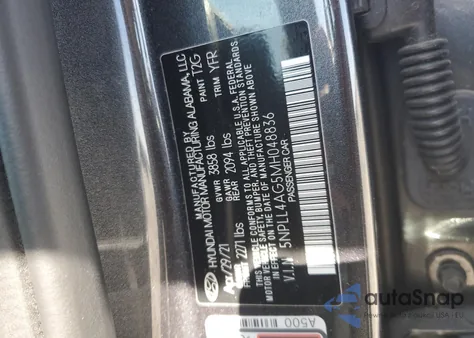 MANUFACTURED BY
HYUNDAI MOTOR MANUFACTURING ALABAMA, LLC
/29/21 GVWR 3858 lbs PAINT T2G
2271 lbs GAWR REAR 2094 lbs TRIM YFR
THIS VEHICLE CONFORMS TO ALL APPLICABLE U.S.A. FEDERAL
MOTOR VEHICLE SAFETY, BUMPER, AND THEFT PREVENTION STANDARDS
IN EFFECT ON THE DATE OF MANUFACTURE SHOWN ABOVE
5NPLL4AG5MH048836
PASSENGER CAR
A500
autoSnap